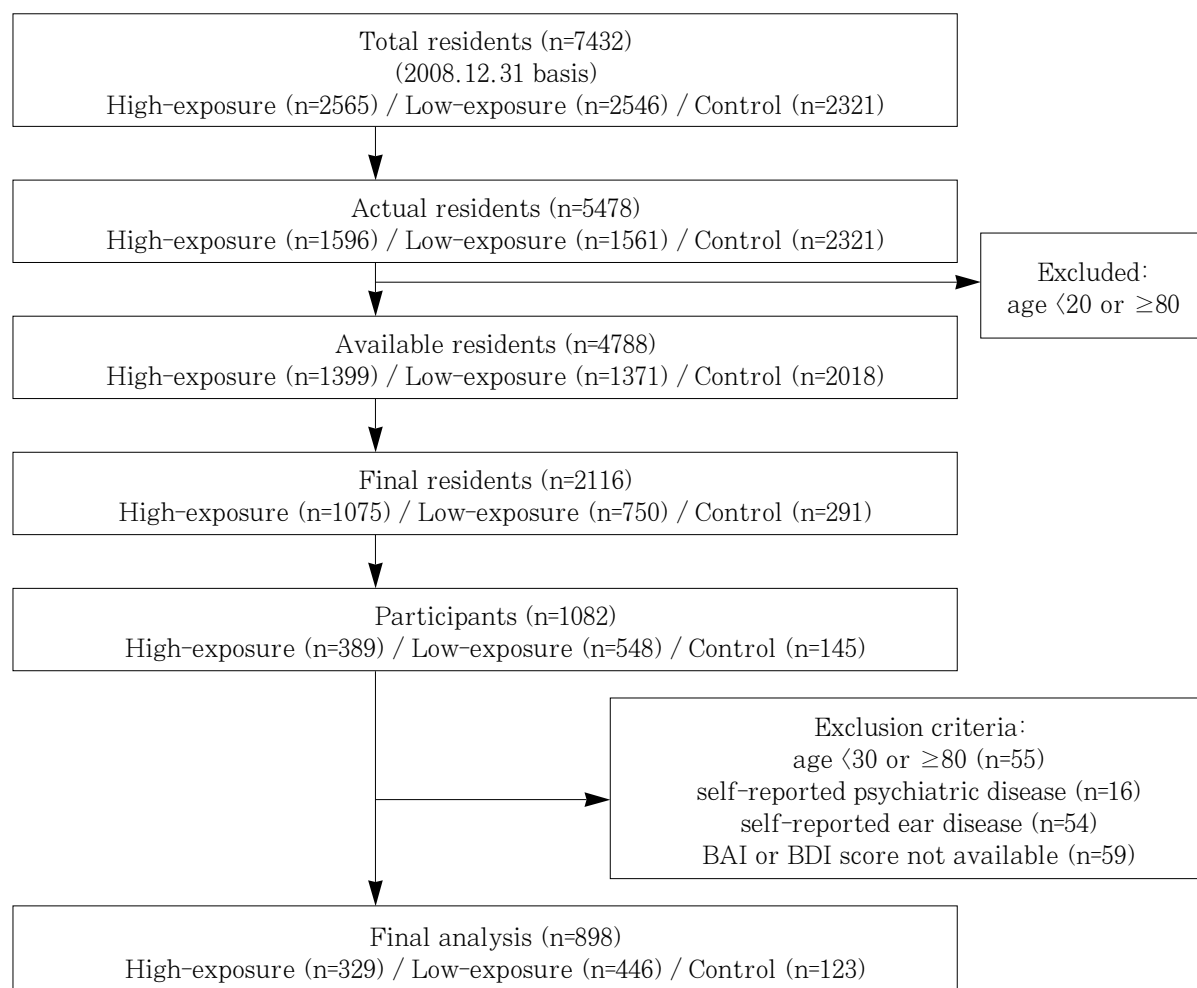 Total residents (n=7432)
(2008.12.31 basis)
High-exposure (n=2565) / Low-exposure (n=2546) / Control (n=2321)
Actual residents (n=5478)
High-exposure (n=1596) / Low-exposure (n=1561) / Control (n=2321)
Excluded:
age <20 or ≥80
Available residents (n=4788)
High-exposure (n=1399) / Low-exposure (n=1371) / Control (n=2018)
Final residents (n=2116)
High-exposure (n=1075) / Low-exposure (n=750) / Control (n=291)
Participants (n=1082)
High-exposure (n=389) / Low-exposure (n=548) / Control (n=145)
Exclusion criteria:
age <30 or ≥80 (n=55)
self-reported psychiatric disease (n=16)
self-reported ear disease (n=54)
BAI or BDI score not available (n=59)
Final analysis (n=898)
High-exposure (n=329) / Low-exposure (n=446) / Control (n=123)